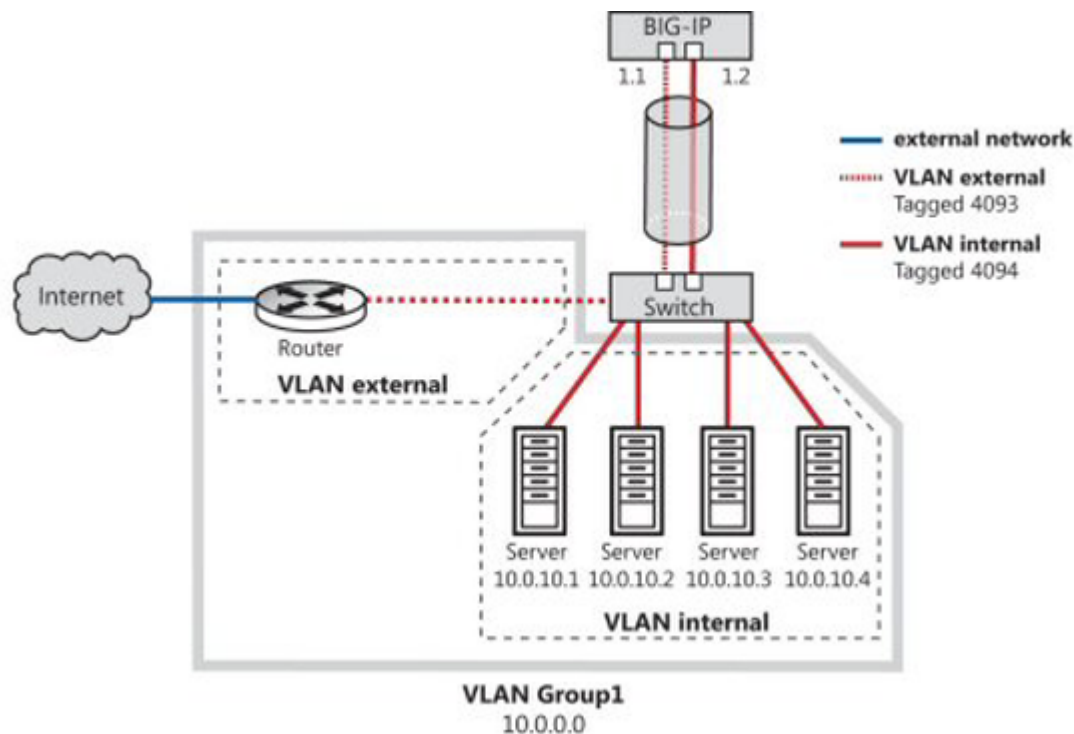 BIG-IP
1.1
1.2
external network
VLAN external
Tagged 4093
VLAN internal
Tagged 4094
Internet
Router
Switch
VLAN external
Server
10.0.10.1
Server
10.0.10.2
Server
10.0.10.3
Server
10.0.10.4
VLAN internal
VLAN Group1
10.0.0.0